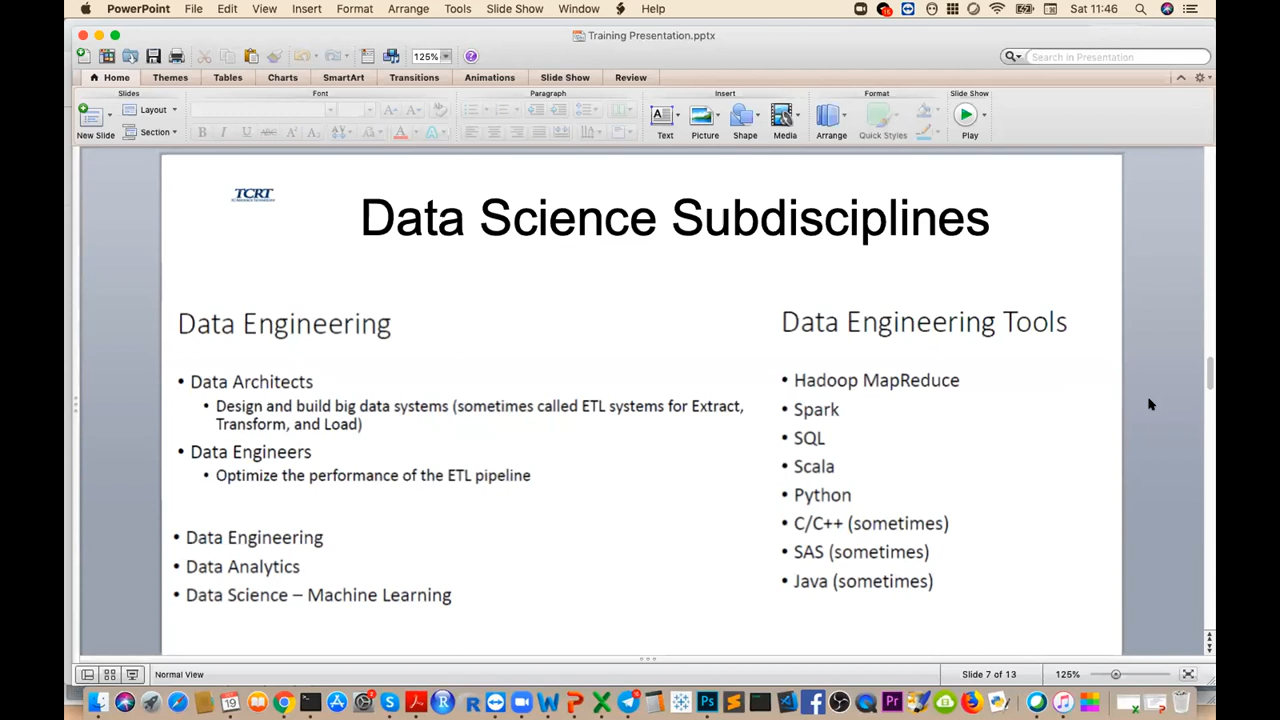 PowerPoint File Edit View Insert Format Arrange Tools Slide Show Window Help Sat 11:46
Training Presentation.pptx
125% Search in Presentation
Home Themes Tables Charts SmartArt Transitions Animations Slide Show Review
Slides Font Paragraph Insert Format Slide Show
Layout
Section
New Slide Text Picture Shape Media Arrange Quick Styles Play
TCRT
Data Science Subdisciplines
Data Engineering
• Data Architects
• Design and build big data systems (sometimes called ETL systems for Extract,
Transform, and Load)
• Data Engineers
• Optimize the performance of the ETL pipeline
• Data Engineering
• Data Analytics
• Data Science – Machine Learning
Data Engineering Tools
• Hadoop MapReduce
• Spark
• SQL
• Scala
• Python
• C/C++ (sometimes)
• SAS (sometimes)
• Java (sometimes)
Normal View Slide 7 of 13 125%